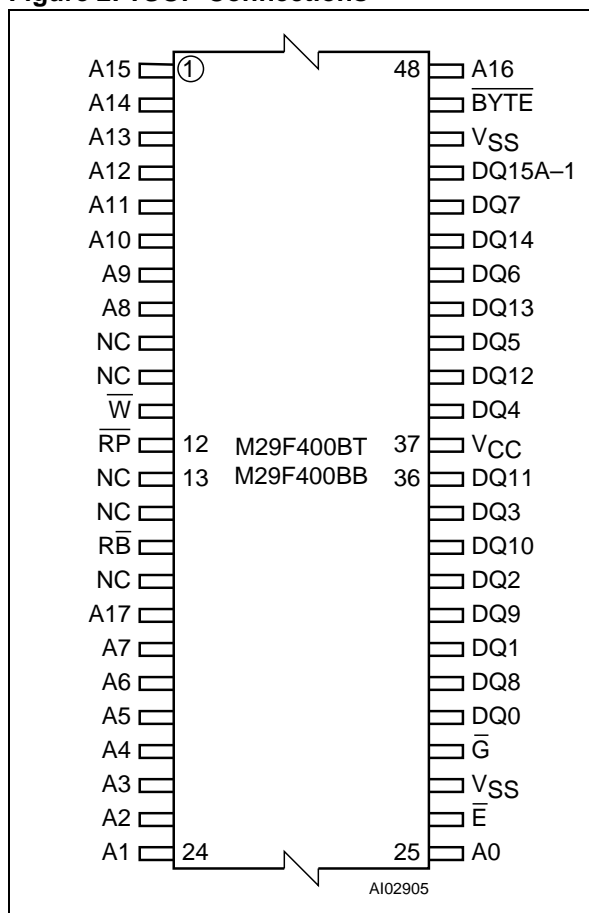 Figure 2. TSOP Connections
A15 1 48 A16
A14 B̅Y̅T̅E̅
A13 VSS
A12 DQ15A–1
A11 DQ7
A10 DQ14
A9 DQ6
A8 DQ13
NC DQ5
NC DQ12
W̅ DQ4
R̅P̅ 12 M29F400BT 37 VCC
NC 13 M29F400BB 36 DQ11
NC DQ3
RB̅ DQ10
NC DQ2
A17 DQ9
A7 DQ1
A6 DQ8
A5 DQ0
A4 G̅
A3 VSS
A2 E̅
A1 24 25 A0
AI02905